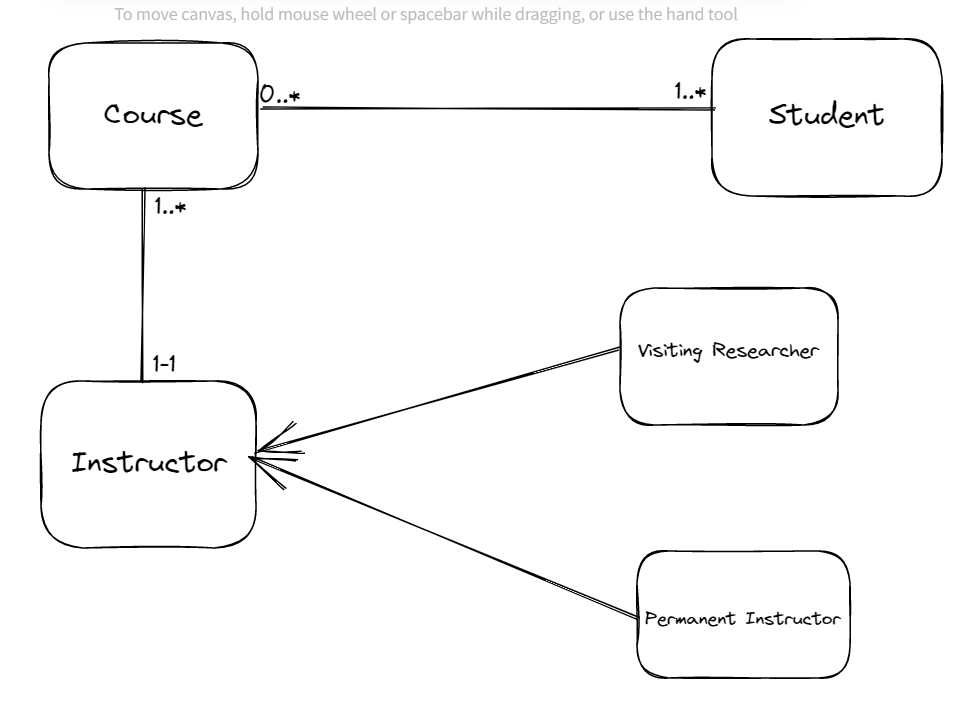 To move canvas, hold mouse wheel or spacebar while dragging, or use the hand tool
Course
0..*
1..*
Student
1..*
1-1
Instructor
Visiting Researcher
Permanent Instructor